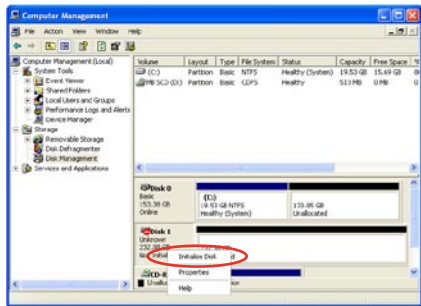 Computer Management
File Action View Window Help
Computer Management (Local)
System Tools
Event Viewer
Shared Folders
Local Users and Groups
Performance Logs and Alerts
Device Manager
Storage
Removable Storage
Disk Defragmenter
Disk Management
Services and Applications
Volume Layout Type File System Status Capacity Free Space
(C:) Partition Basic NTFS Healthy (System) 19.53 GB 15.69 GB
Partition Basic CDFS Healthy 513 MB 0 MB
Disk 0
Basic
153.38 GB
Online
(C:)
19.53 GB NTFS
Healthy (System)
133.85 GB
Unallocated
Disk 1
Unknown
Initialize Disk
Properties
Help